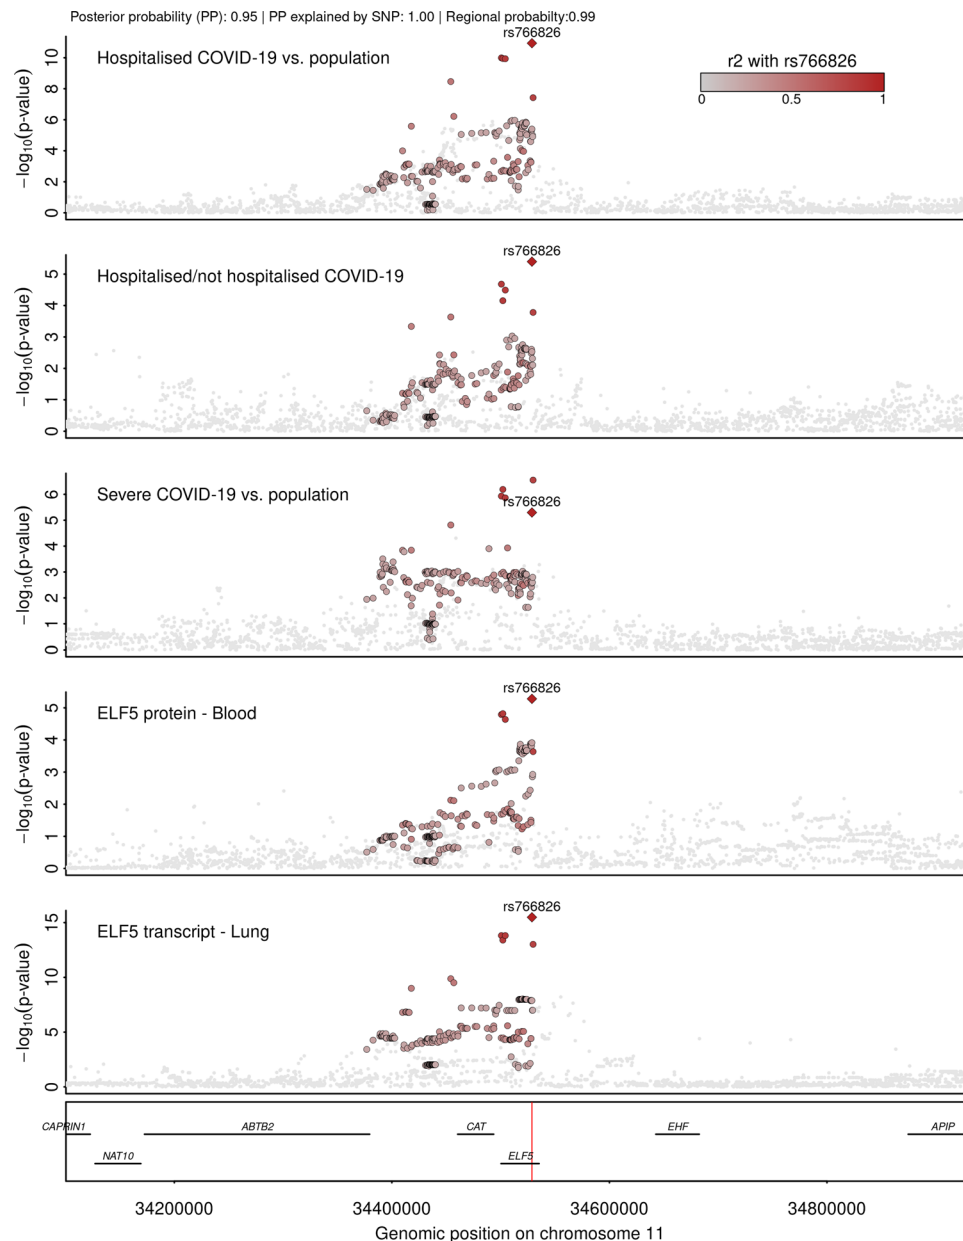 Posterior probability (PP): 0.95 | PP explained by SNP: 1.00 | Regional probabilty:0.99
rs766826
Hospitalised COVID-19 vs. population
r2 with rs766826
0 0.5 1
−log10(p-value)
0 2 4 6 8 10
rs766826
Hospitalised/not hospitalised COVID-19
−log10(p-value)
0 1 2 3 4 5
Severe COVID-19 vs. population
rs766826
−log10(p-value)
0 1 2 3 4 5 6
rs766826
ELF5 protein - Blood
−log10(p-value)
0 1 2 3 4 5
rs766826
ELF5 transcript - Lung
−log10(p-value)
0 5 10 15
CAPRIN1 ABTB2 CAT EHF APIP
NAT10 ELF5
34200000 34400000 34600000 34800000
Genomic position on chromosome 11